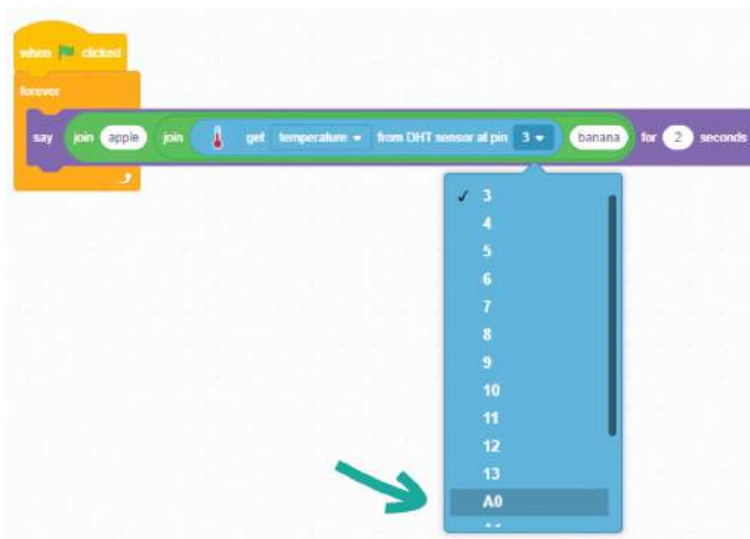 when clicked
forever
say join apple join get temperature from DHT sensor at pin 3 banana for 2 seconds
✓ 3
4
5
6
7
8
9
10
11
12
13
A0